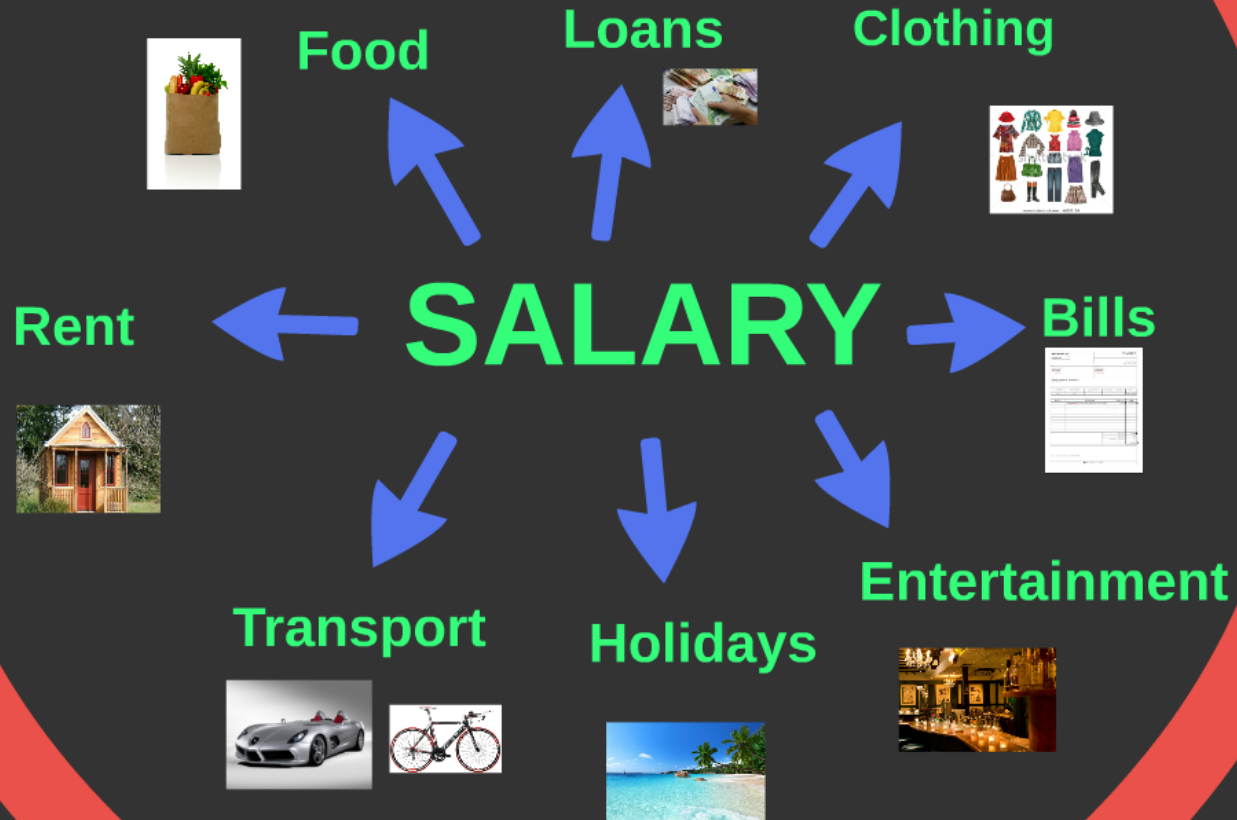 Food
Loans
Clothing
Rent
SALARY
Bills
Transport
Holidays
Entertainment